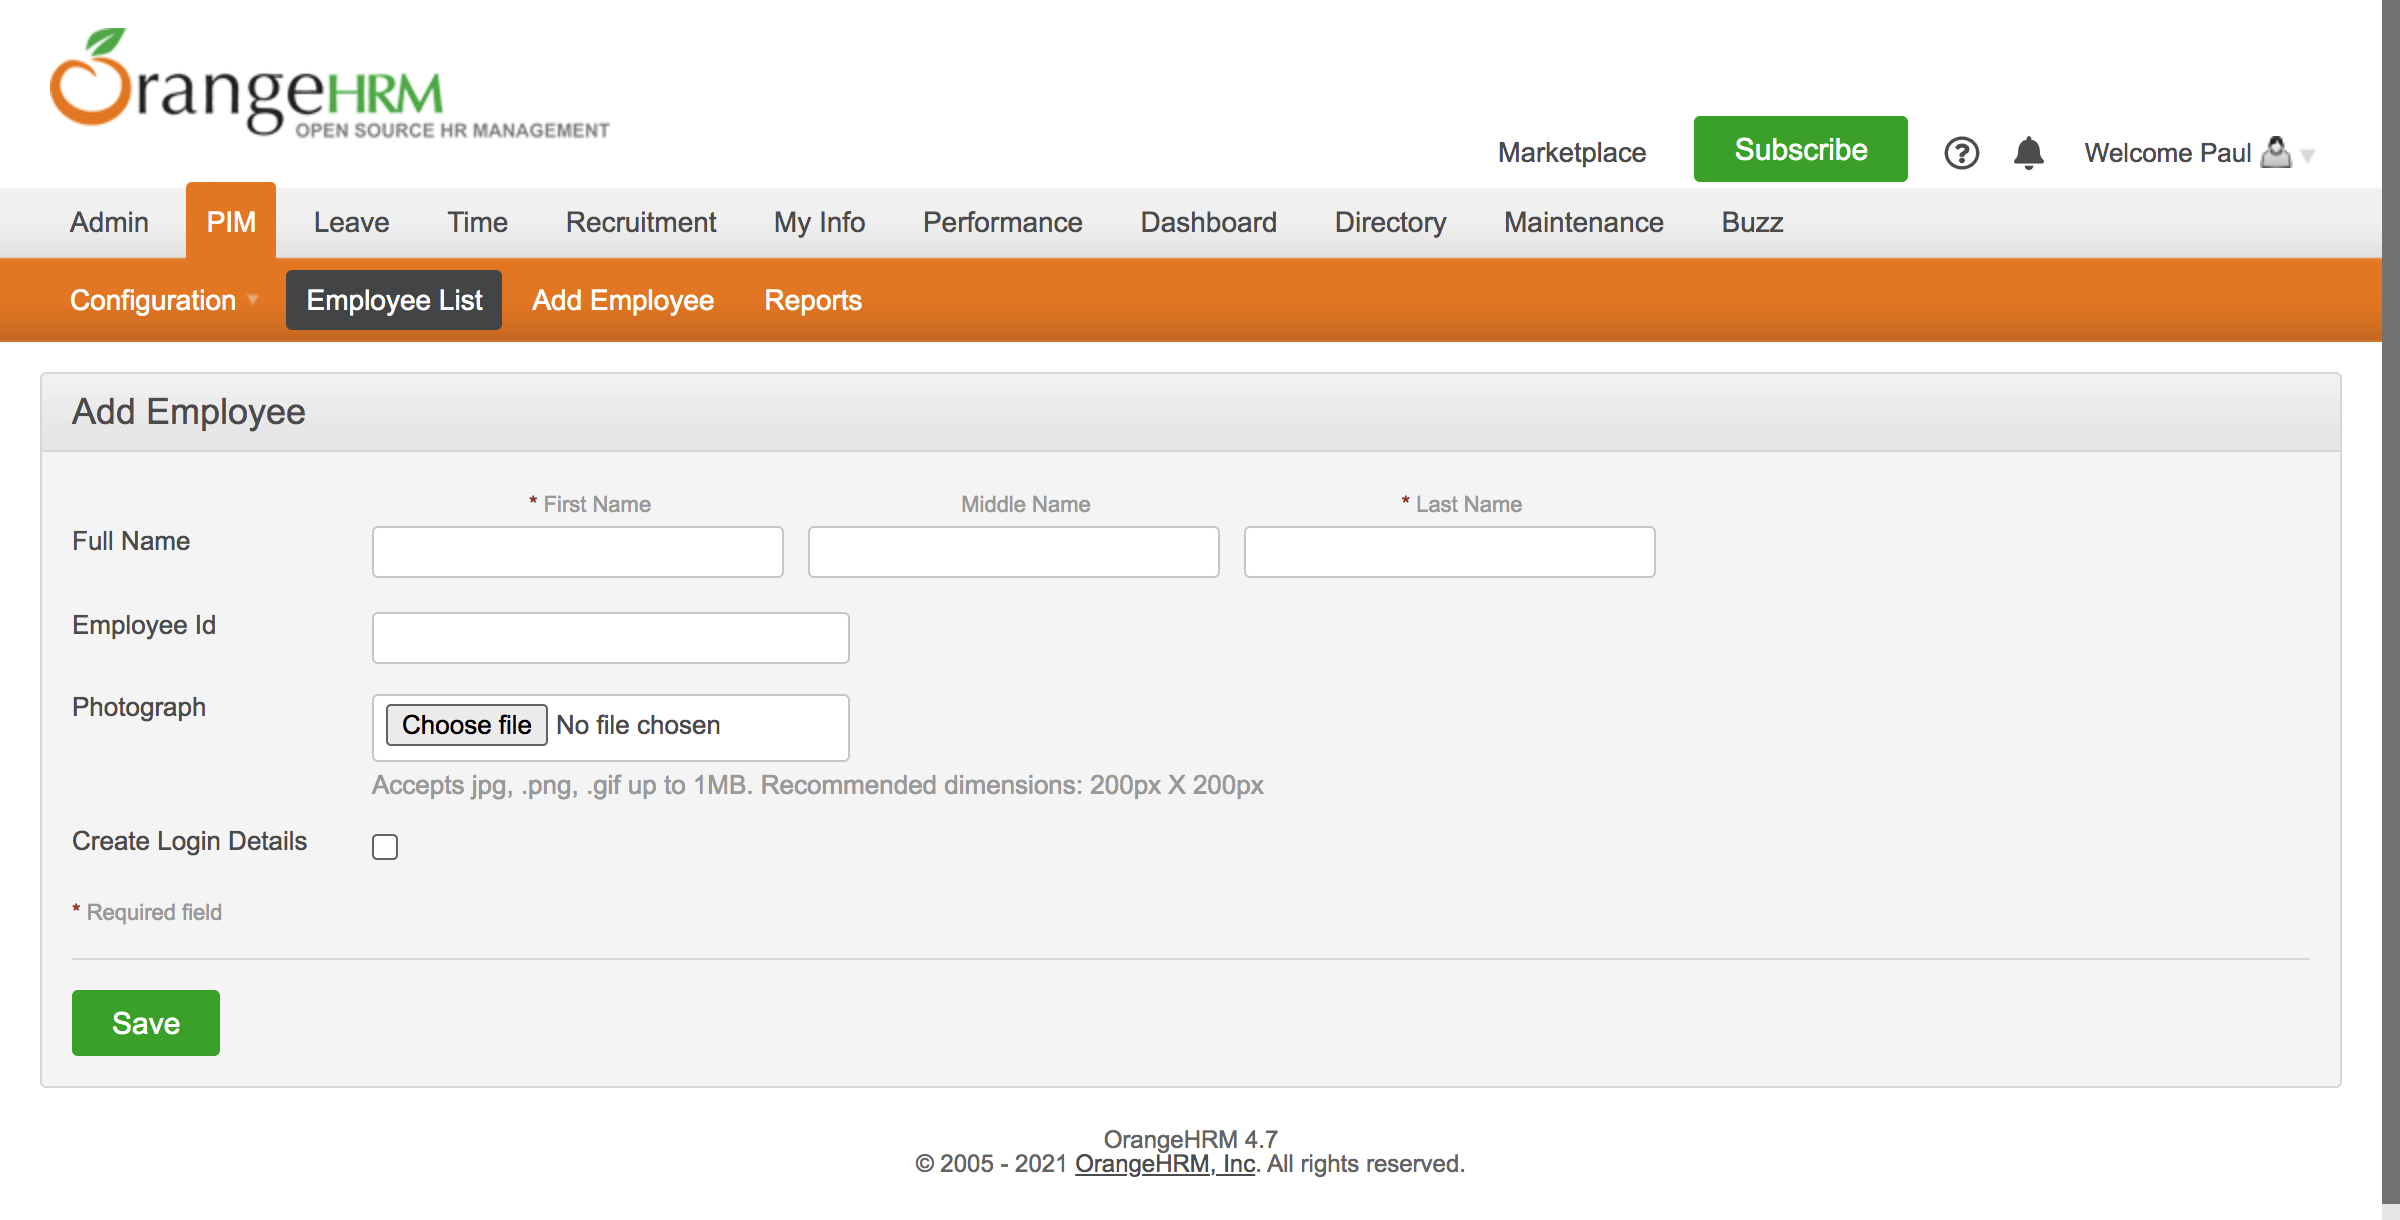 OrangeHRM
OPEN SOURCE HR MANAGEMENT
Marketplace Subscribe ? Welcome Paul
Admin PIM Leave Time Recruitment My Info Performance Dashboard Directory Maintenance Buzz
Configuration Employee List Add Employee Reports
Add Employee
* First Name Middle Name * Last Name
Full Name
Employee Id
Photograph Choose file No file chosen
Accepts jpg, .png, .gif up to 1MB. Recommended dimensions: 200px X 200px
Create Login Details
* Required field
Save
OrangeHRM 4.7
© 2005 - 2021 OrangeHRM, Inc. All rights reserved.